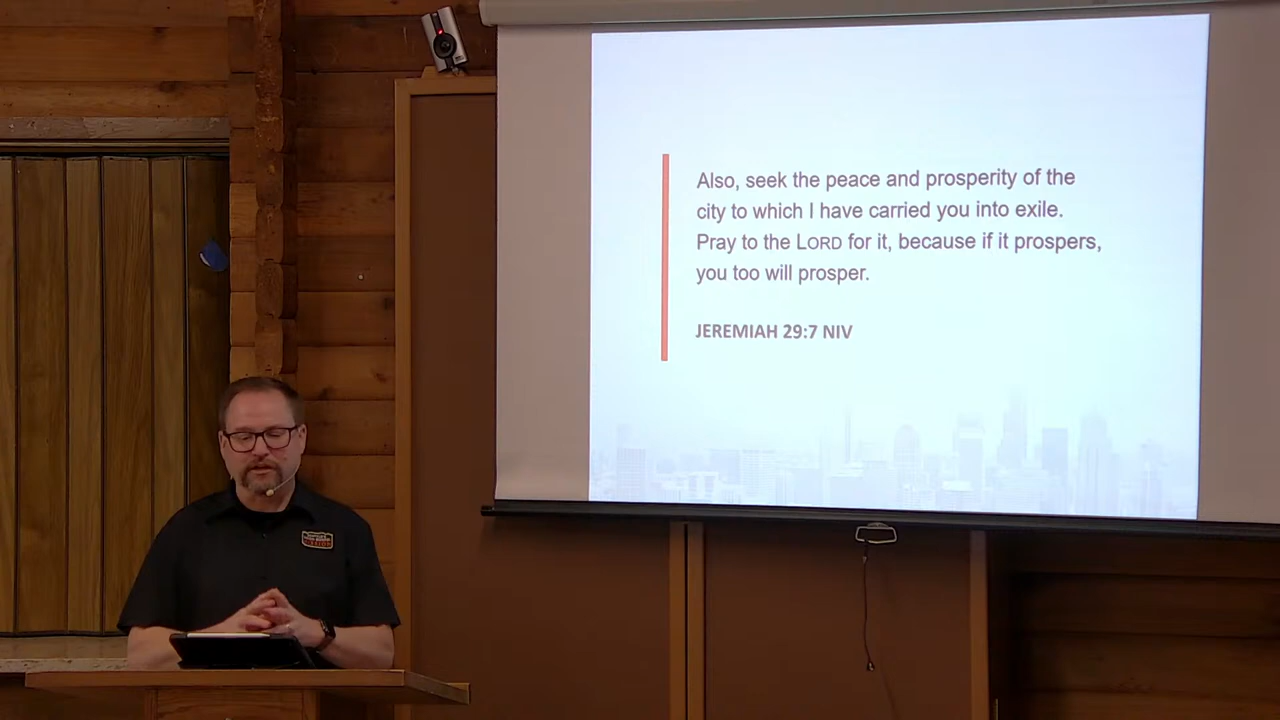 Also, seek the peace and prosperity of the
city to which I have carried you into exile.
Pray to the LORD for it, because if it prospers,
you too will prosper.
JEREMIAH 29:7 NIV